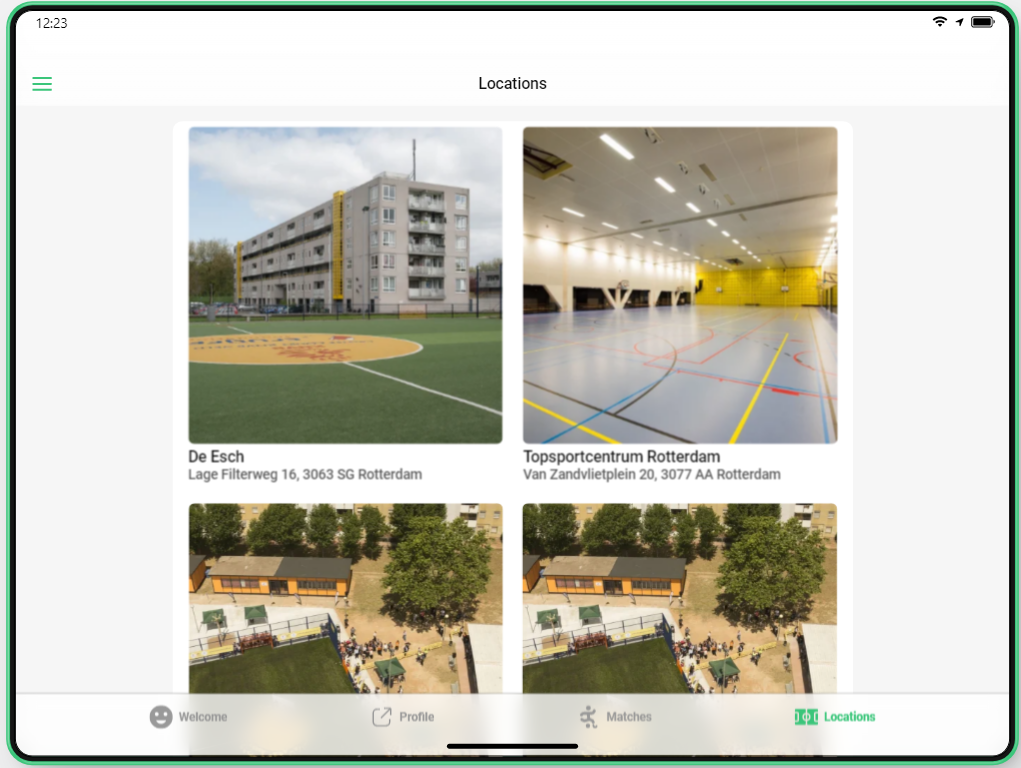 12:23
Locations
De Esch
Lage Filterweg 16, 3063 SG Rotterdam
Topsportcentrum Rotterdam
Van Zandvlietplein 20, 3077 AA Rotterdam
Welcome
Profile
Matches
Locations